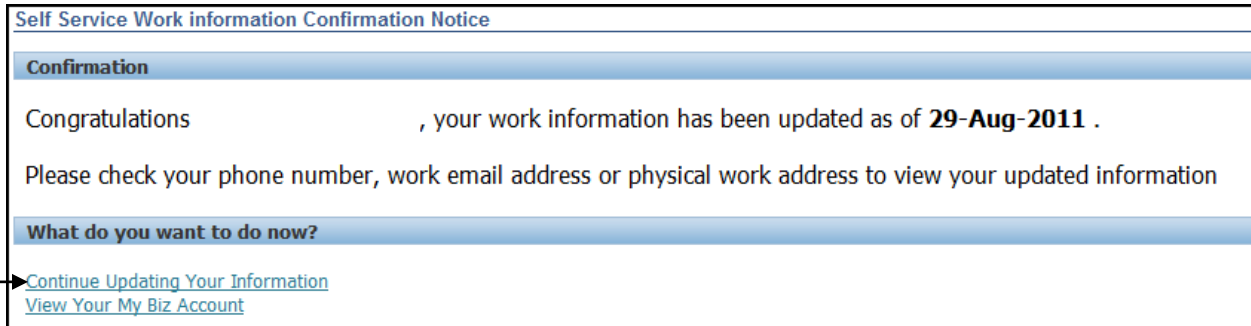 Self Service Work information Confirmation Notice
Confirmation
Congratulations , your work information has been updated as of 29-Aug-2011 .
Please check your phone number, work email address or physical work address to view your updated information
What do you want to do now?
Continue Updating Your Information
View Your My Biz Account